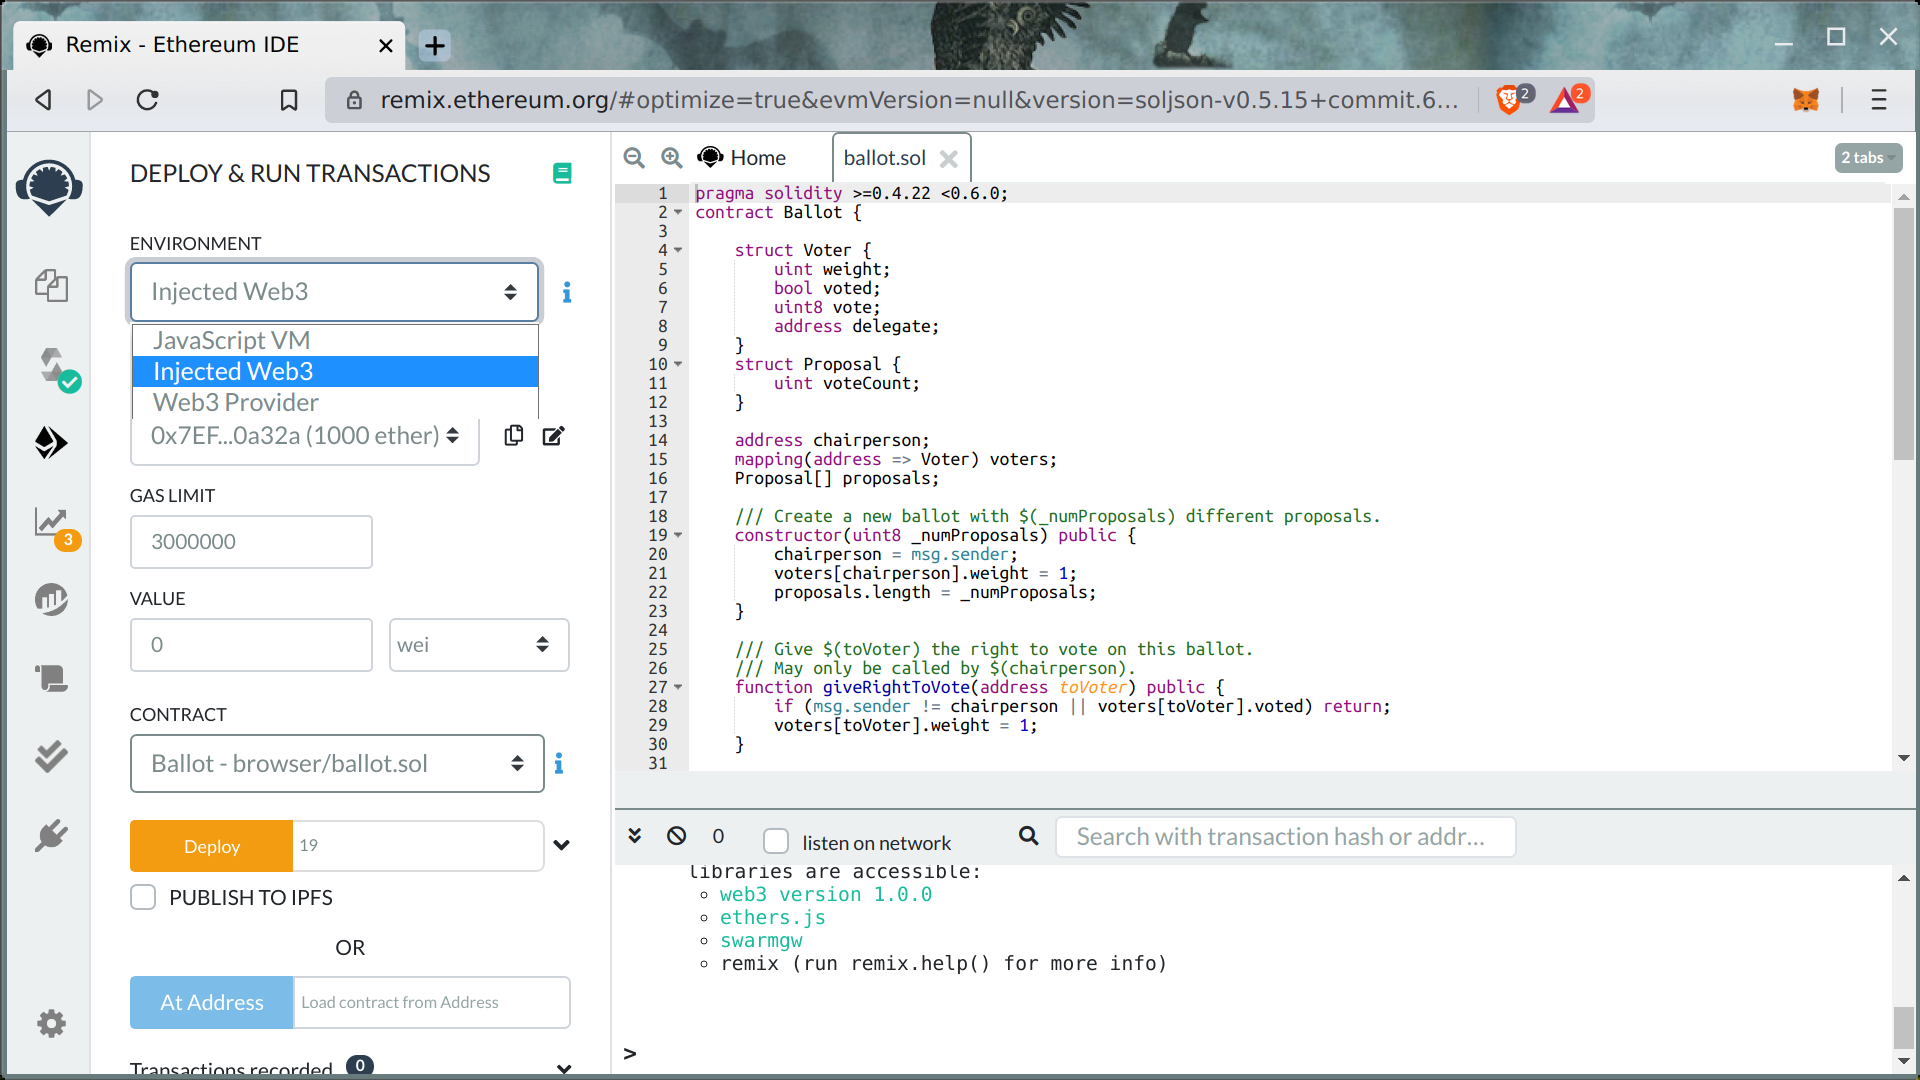 Remix - Ethereum IDE
remix.ethereum.org/#optimize=true&evmVersion=null&version=soljson-v0.5.15+commit.6...
2
2
DEPLOY & RUN TRANSACTIONS
ENVIRONMENT
Injected Web3
JavaScript VM
Injected Web3
Web3 Provider
0x7EF...0a32a (1000 ether)
GAS LIMIT
3000000
3
VALUE
0
wei
CONTRACT
Ballot - browser/ballot.sol
Deploy
19
PUBLISH TO IPFS
OR
At Address
Load contract from Address
Transactions recorded 0
Home
ballot.sol
2 tabs
1 pragma solidity >=0.4.22 <0.6.0;
2 contract Ballot {
3
4 struct Voter {
5 uint weight;
6 bool voted;
7 uint8 vote;
8 address delegate;
9 }
10 struct Proposal {
11 uint voteCount;
12 }
13
14 address chairperson;
15 mapping(address => Voter) voters;
16 Proposal[] proposals;
17
18 /// Create a new ballot with $(_numProposals) different proposals.
19 constructor(uint8 _numProposals) public {
20 chairperson = msg.sender;
21 voters[chairperson].weight = 1;
22 proposals.length = _numProposals;
23 }
24
25 /// Give $(toVoter) the right to vote on this ballot.
26 /// May only be called by $(chairperson).
27 function giveRightToVote(address toVoter) public {
28 if (msg.sender != chairperson || voters[toVoter].voted) return;
29 voters[toVoter].weight = 1;
30 }
31
0
listen on network
Search with transaction hash or addr...
libraries are accessible:
web3 version 1.0.0
ethers.js
swarmgw
remix (run remix.help() for more info)
>